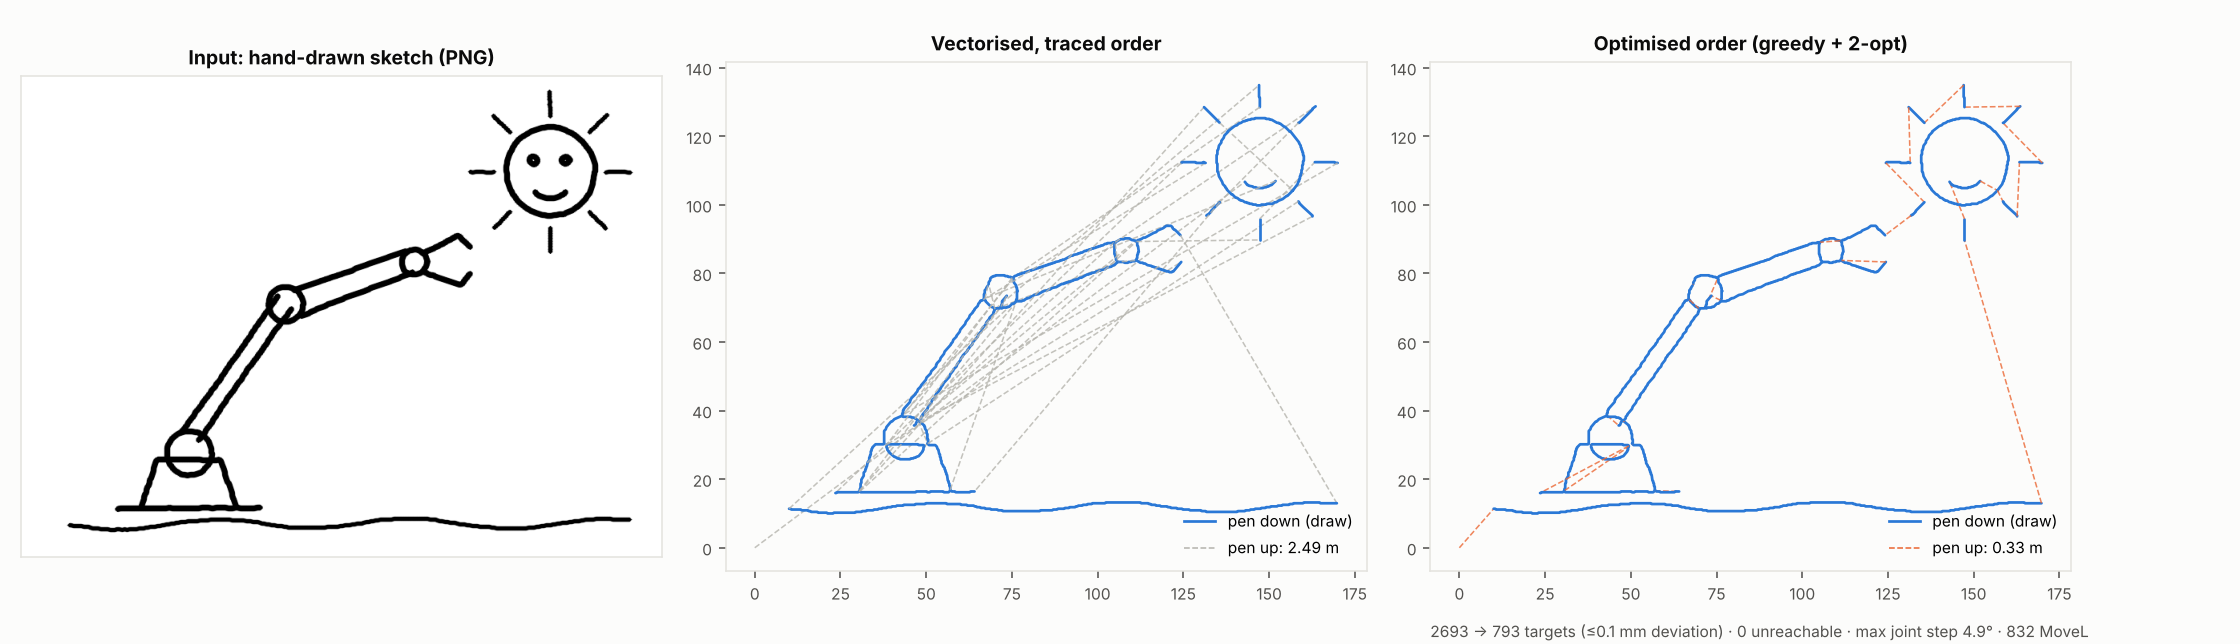 Input: hand-drawn sketch (PNG)
Vectorised, traced order
140
120
100
80
60
40
20
0
0 25 50 75 100 125 150 175
pen down (draw)
pen up: 2.49 m
Optimised order (greedy + 2-opt)
140
120
100
80
60
40
20
0
0 25 50 75 100 125 150 175
pen down (draw)
pen up: 0.33 m
2693 → 793 targets (≤0.1 mm deviation) · 0 unreachable · max joint step 4.9° · 832 MoveL